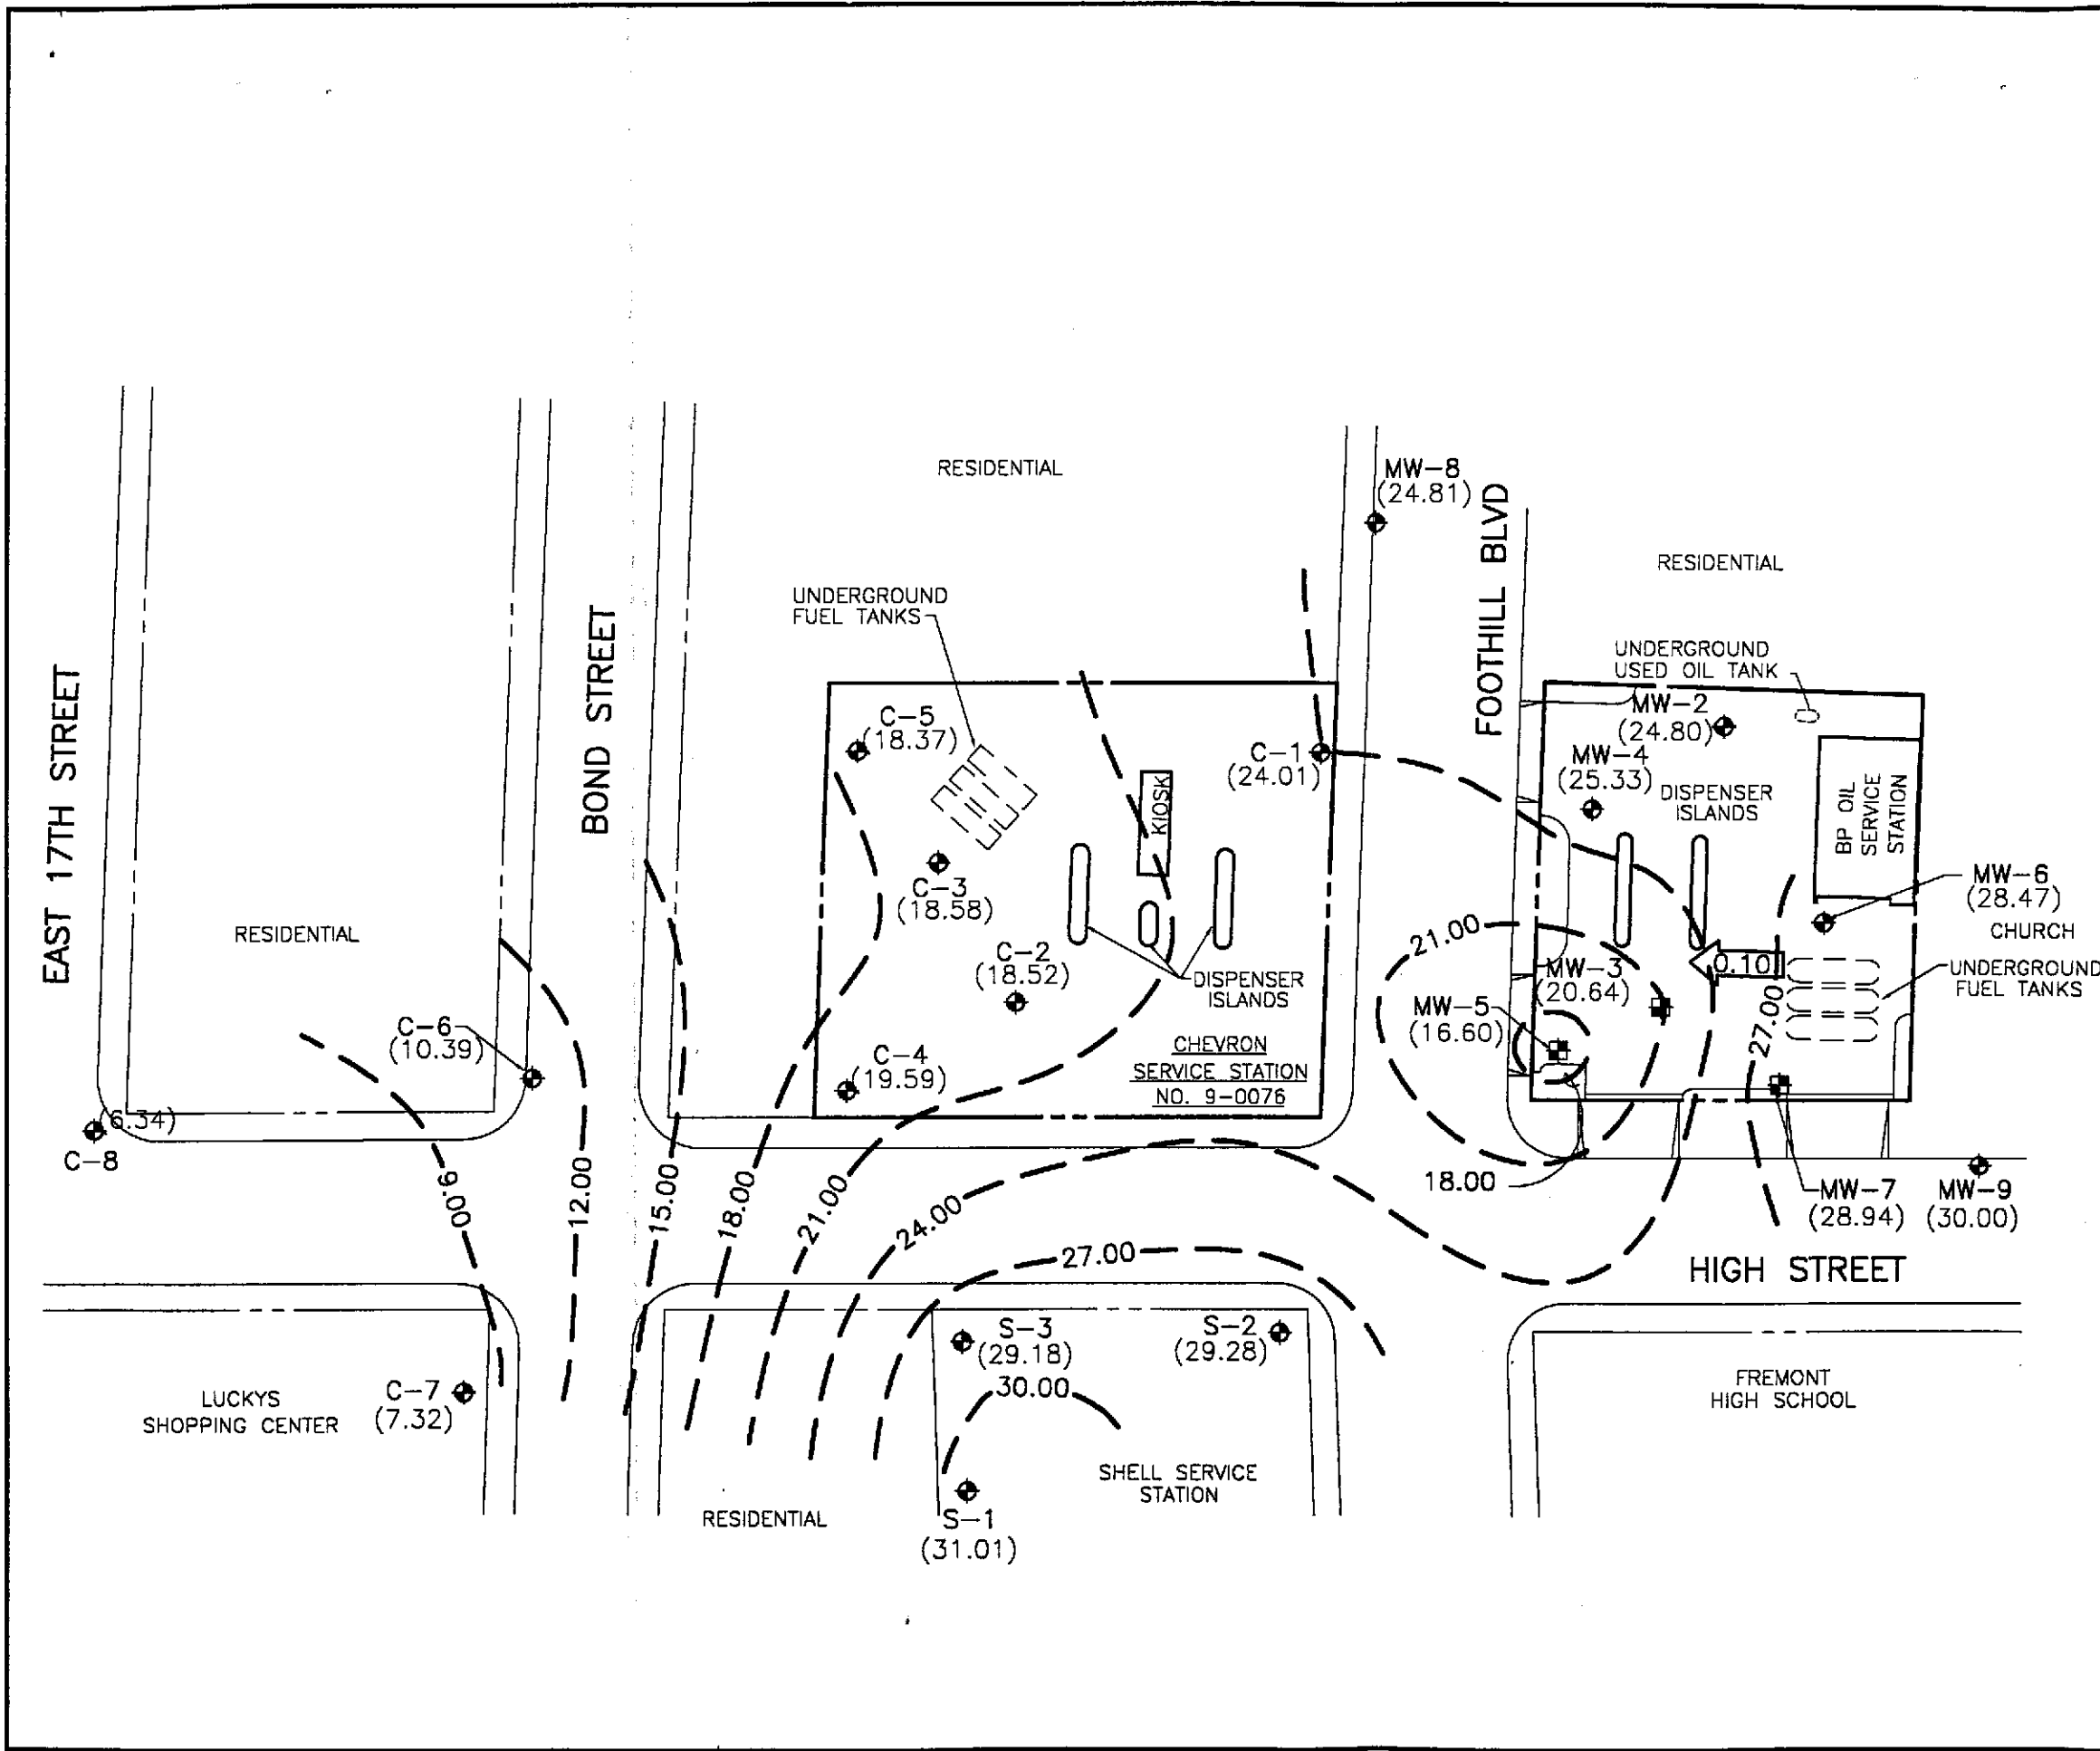 RESIDENTIAL
MW-8
(24.81)
FOOTHILL BLVD
RESIDENTIAL
UNDERGROUND
FUEL TANKS
UNDERGROUND
USED OIL TANK
EAST 17TH STREET
BOND STREET
C-5
(18.37)
C-1
(24.01)
MW-2
(24.80)
MW-4
(25.33)
KIOSK
DISPENSER
ISLANDS
BP OIL
SERVICE
STATION
C-3
(18.58)
MW-6
(28.47)
CHURCH
RESIDENTIAL
21.00
C-2
(18.52)
DISPENSER
ISLANDS
MW-3
(20.64)
0.10
UNDERGROUND
FUEL TANKS
MW-5
(16.60)
27.00
C-6
(10.39)
C-4
(19.59)
CHEVRON
SERVICE STATION
NO. 9-0076
(6.34)
C-8
9.00
12.00
15.00
18.00
21.00
24.00
27.00
18.00
MW-7
(28.94)
MW-9
(30.00)
HIGH STREET
S-3
(29.18)
S-2
(29.28)
30.00
LUCKYS
SHOPPING CENTER
C-7
(7.32)
FREMONT
HIGH SCHOOL
SHELL SERVICE
STATION
RESIDENTIAL
S-1
(31.01)